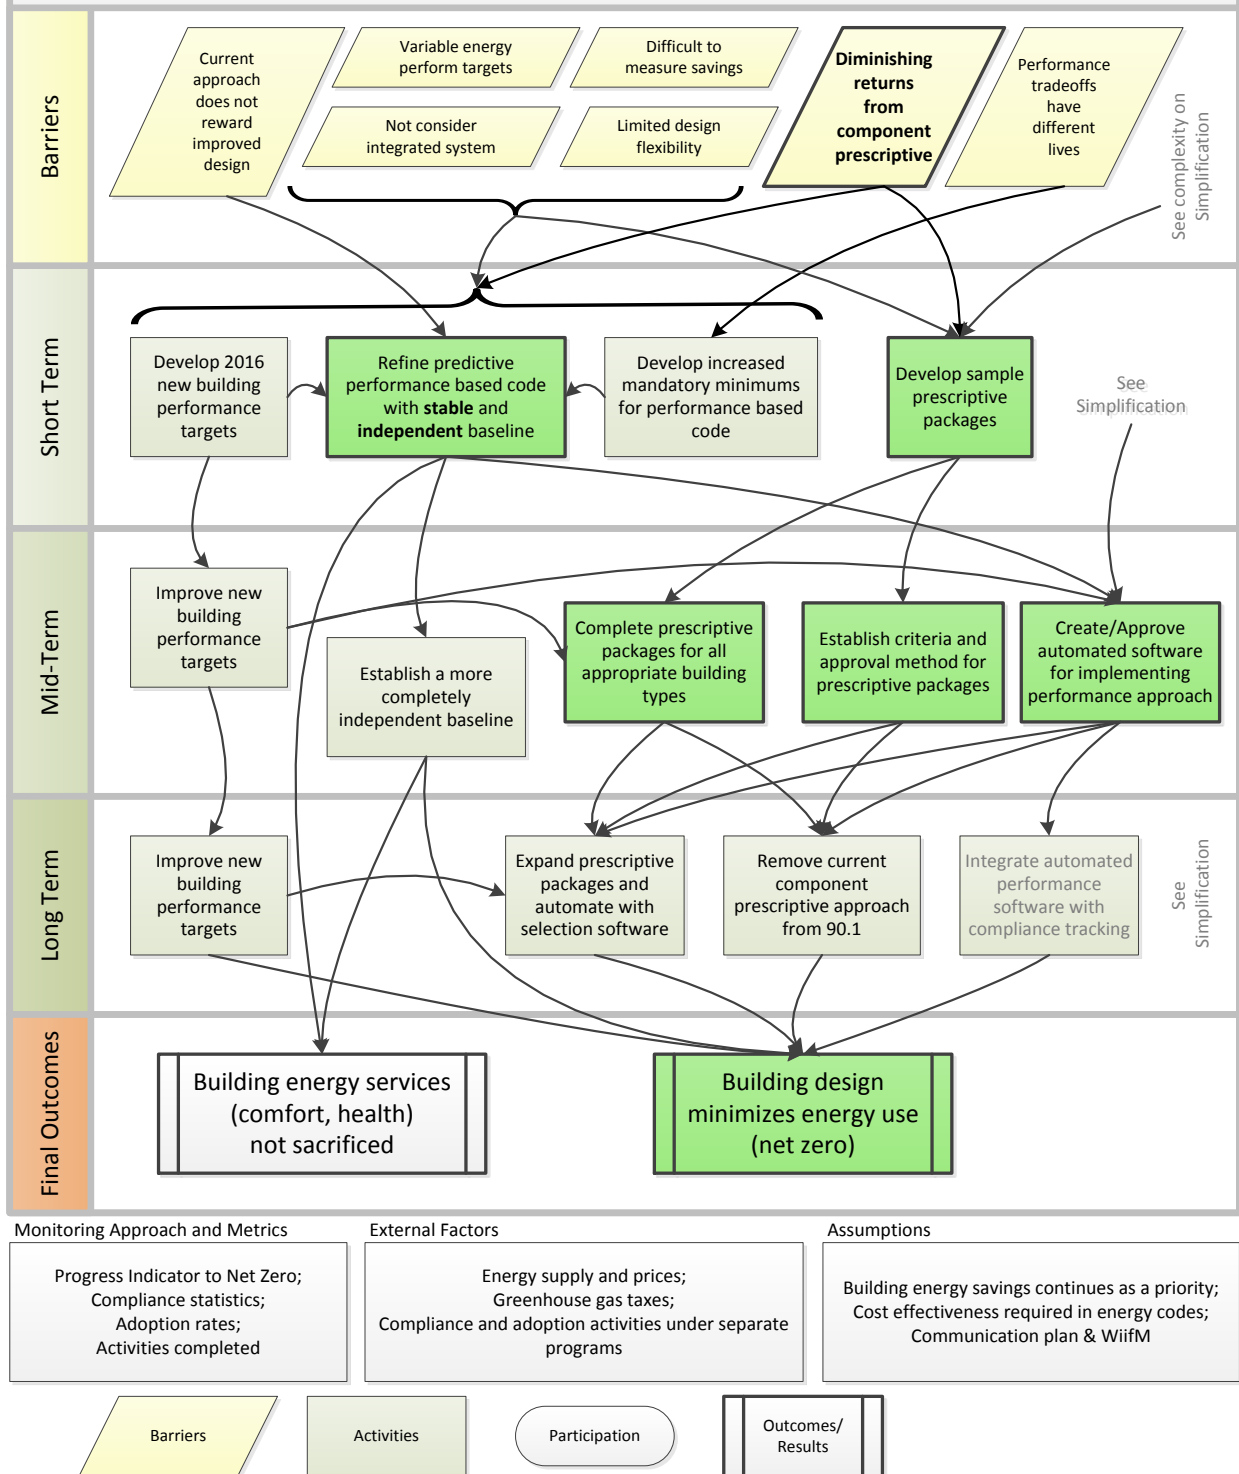 Barriers
Current
approach
does not
reward
improved
design
Variable energy
perform targets
Difficult to
measure savings
Not consider
integrated system
Limited design
flexibility
Diminishing
returns
from
component
prescriptive
Performance
tradeoffs
have
different
lives
See complexity on
Simplification
Short Term
Develop 2016
new building
performance
targets
Refine predictive
performance based code
with stable and
independent baseline
Develop increased
mandatory minimums
for performance based
code
Develop sample
prescriptive
packages
See
Simplification
Mid-Term
Improve new
building
performance
targets
Establish a more
completely
independent baseline
Complete prescriptive
packages for all
appropriate building
types
Establish criteria and
approval method for
prescriptive packages
Create/Approve
automated software
for implementing
performance approach
Long Term
Improve new
building
performance
targets
Expand prescriptive
packages and
automate with
selection software
Remove current
component
prescriptive approach
from 90.1
Integrate automated
performance
software with
compliance tracking
See
Simplification
Final Outcomes
Building energy services
(comfort, health)
not sacrificed
Building design
minimizes energy use
(net zero)
Monitoring Approach and Metrics
Progress Indicator to Net Zero;
Compliance statistics;
Adoption rates;
Activities completed
External Factors
Energy supply and prices;
Greenhouse gas taxes;
Compliance and adoption activities under separate
programs
Assumptions
Building energy savings continues as a priority;
Cost effectiveness required in energy codes;
Communication plan & WiifM
Barriers
Activities
Participation
Outcomes/
Results